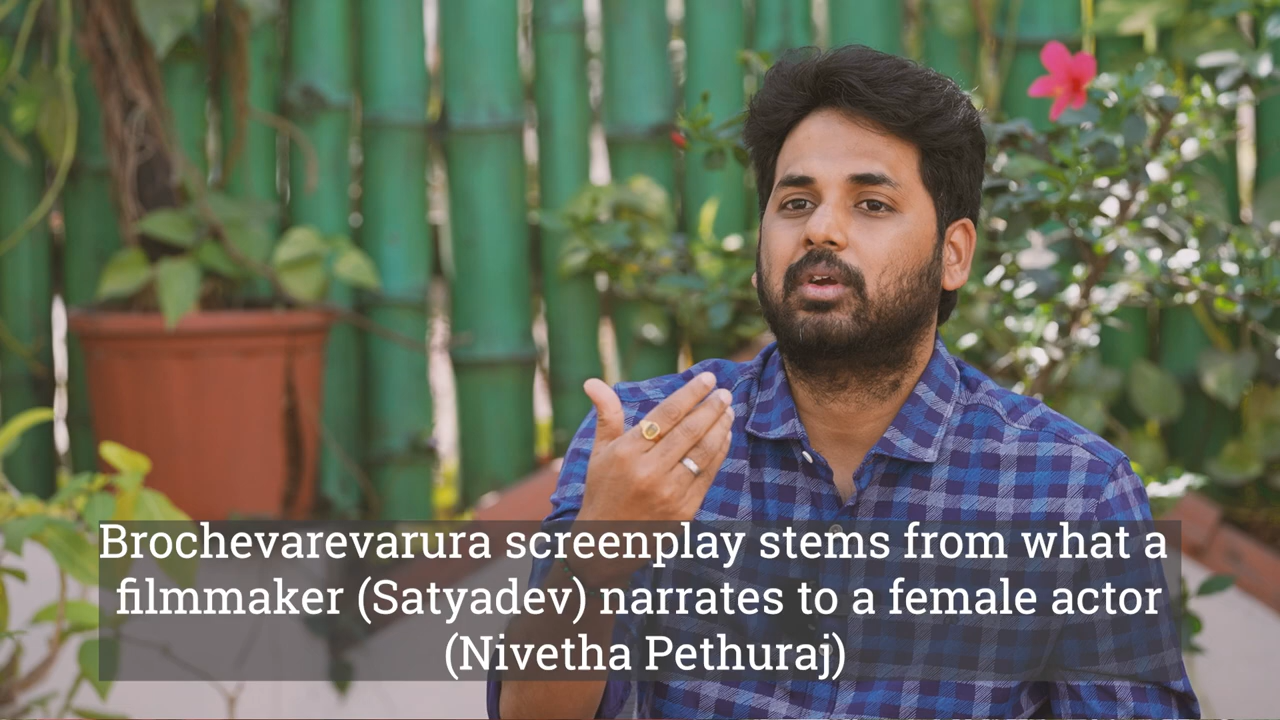 Brochevarevarura screenplay stems from what a
filmmaker (Satyadev) narrates to a female actor
(Nivetha Pethuraj)